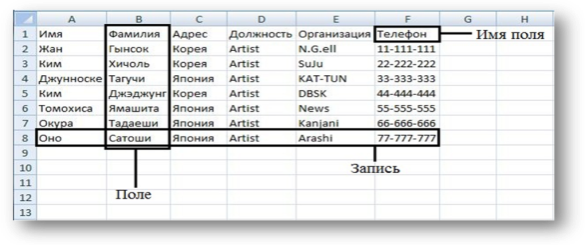 A B C D E F G H
1 Имя Фамилия Адрес Должность Организация Телефон Имя поля
2 Жан Гынсок Корея Artist N.G.ell 11-111-111
3 Ким Хичоль Корея Artist SuJu 22-222-222
4 Джунноске Тагучи Япония Artist KAT-TUN 33-333-333
5 Ким Джэджунг Корея Artist DBSK 44-444-444
6 Томохиса Ямашита Япония Artist News 55-555-555
7 Окура Тадаеши Япония Artist Kanjani 66-666-666
8 Оно Сатоши Япония Artist Arashi 77-777-777
9
10 Запись
11
12 Поле
13